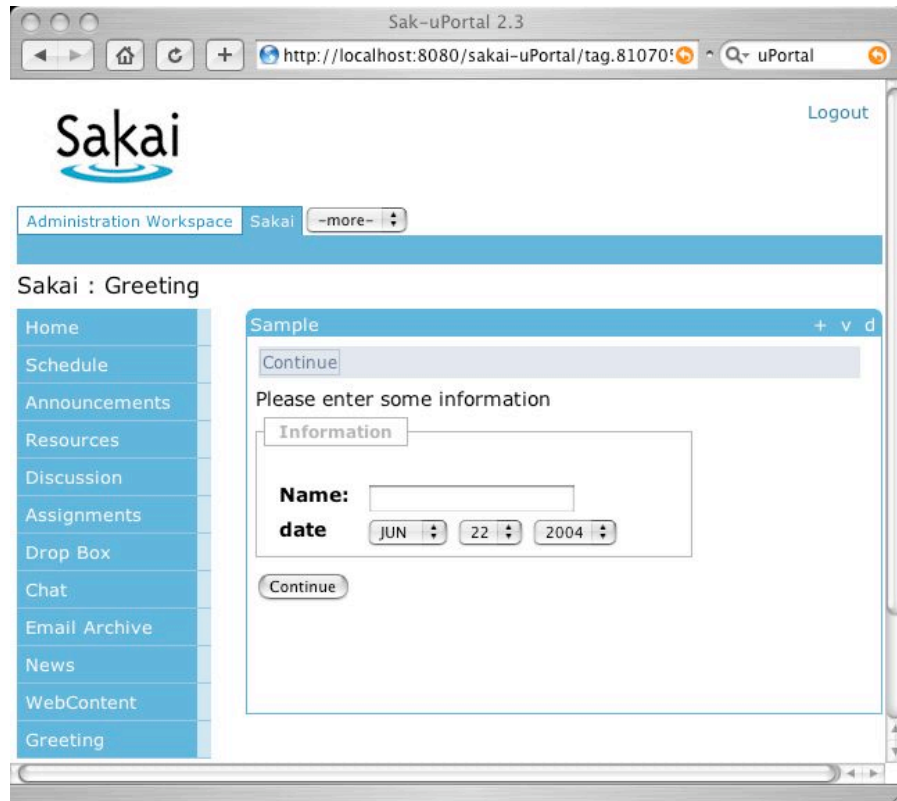 Sak-uPortal 2.3
http://localhost:8080/sakai-uPortal/tag.81070 uPortal
Logout
Sakai
Administration Workspace Sakai -more-
Sakai : Greeting
Home
Schedule
Announcements
Resources
Discussion
Assignments
Drop Box
Chat
Email Archive
News
WebContent
Greeting
Sample + v d
Continue
Please enter some information
Information
Name:
date JUN 22 2004
Continue